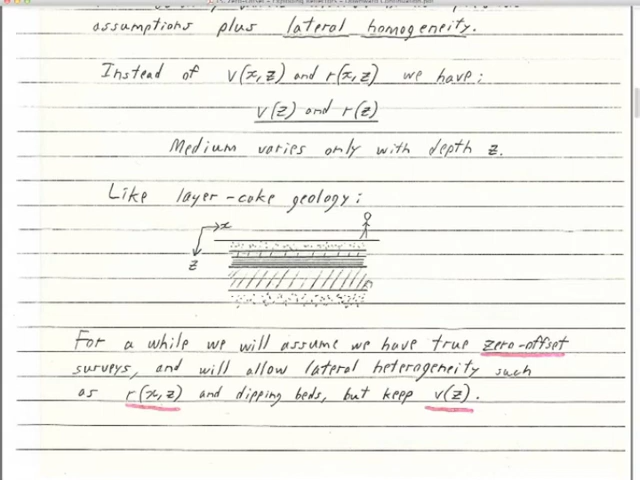 assumptions plus lateral homogeneity.
Instead of v(x,z) and r(x,z) we have:
v(z) and r(z)
Medium varies only with depth z.
Like layer-cake geology:
x
z
For a while we will assume we have true zero-offset
surveys, and will allow lateral heterogeneity such
as r(x,z) and dipping beds, but keep v(z).